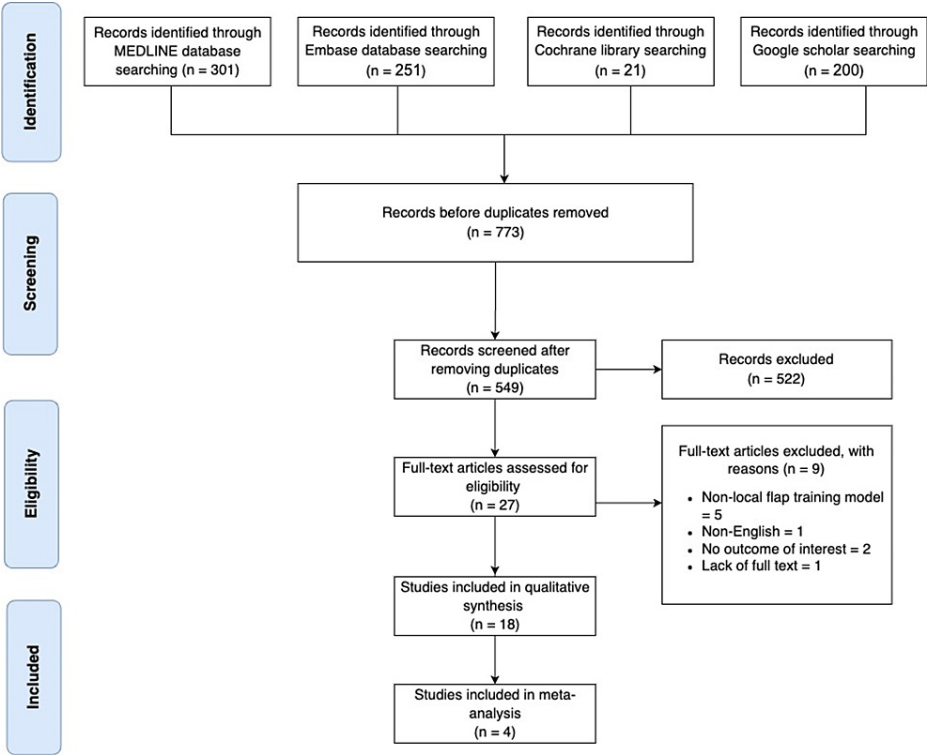 Identification
Records identified through
MEDLINE database
searching (n = 301)
Records identified through
Embase database searching
(n = 251)
Records identified through
Cochrane library searching
(n = 21)
Records identified through
Google scholar searching
(n = 200)
Screening
Records before duplicates removed
(n = 773)
Records screened after
removing duplicates
(n = 549)
Records excluded
(n = 522)
Eligibility
Full-text articles assessed for
eligibility
(n = 27)
Full-text articles excluded, with
reasons (n = 9)
• Non-local flap training model
= 5
• Non-English = 1
• No outcome of interest = 2
• Lack of full text = 1
Included
Studies included in qualitative
synthesis
(n = 18)
Studies included in meta-
analysis
(n = 4)